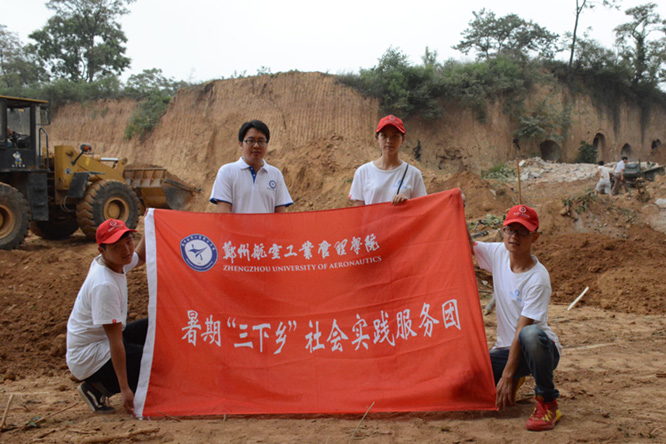 郑州航空工业管理学院
ZHENGZHOU UNIVERSITY OF AERONAUTICS
暑期“三下乡”社会实践服务团